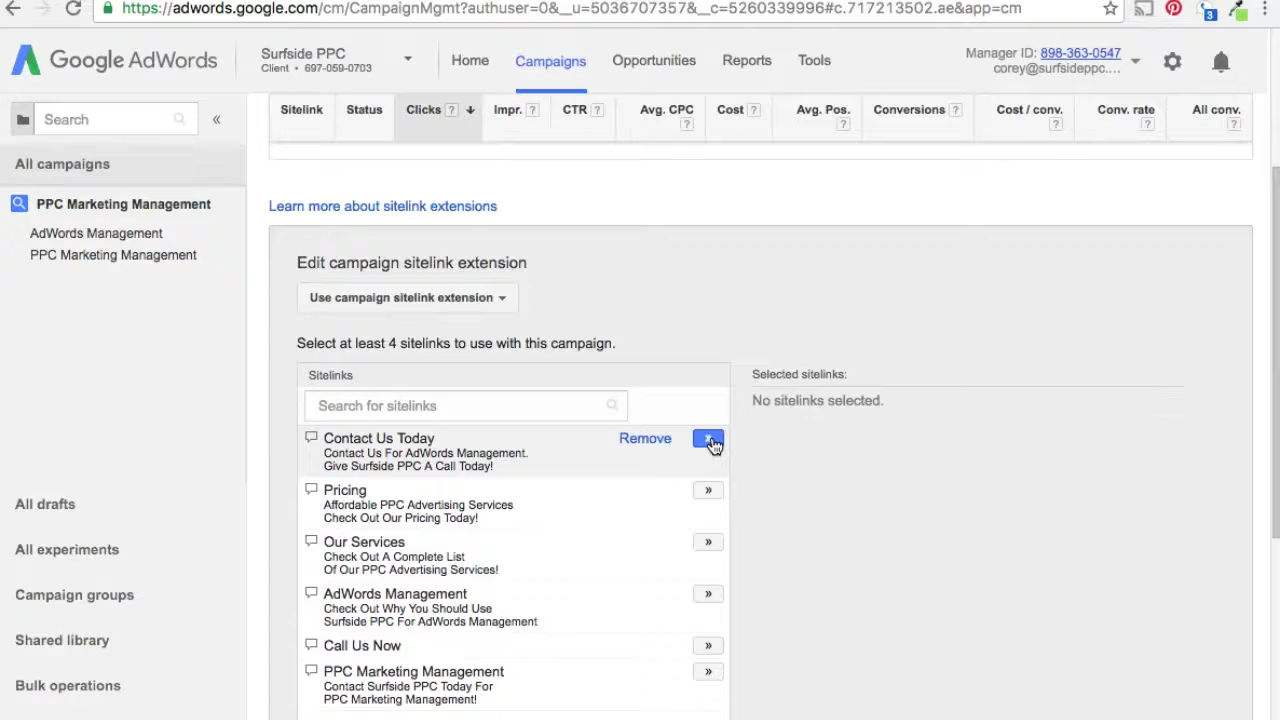 https://adwords.google.com/cm/CampaignMgmt?authuser=0&__u=5036707357&__c=5260339996#c.717213502.ae&app=cm
3
Google AdWords
Surfside PPC
Client • 697-059-0703
Home
Campaigns
Opportunities
Reports
Tools
Manager ID: 898-363-0547
corey@surfsideppc....
Search
«
Sitelink
Status
Clicks ?
Impr. ?
CTR ?
Avg. CPC ?
Cost ?
Avg. Pos. ?
Conversions ?
Cost / conv. ?
Conv. rate ?
All conv. ?
All campaigns
PPC Marketing Management
AdWords Management
PPC Marketing Management
All drafts
All experiments
Campaign groups
Shared library
Bulk operations
Learn more about sitelink extensions
Edit campaign sitelink extension
Use campaign sitelink extension
Select at least 4 sitelinks to use with this campaign.
Sitelinks
Search for sitelinks
Contact Us Today
Remove
»
Contact Us For AdWords Management.
Give Surfside PPC A Call Today!
Pricing
»
Affordable PPC Advertising Services
Check Out Our Pricing Today!
Our Services
»
Check Out A Complete List
Of Our PPC Advertising Services!
AdWords Management
»
Check Out Why You Should Use
Surfside PPC For AdWords Management
Call Us Now
»
PPC Marketing Management
»
Contact Surfside PPC Today For
PPC Marketing Management!
Selected sitelinks:
No sitelinks selected.